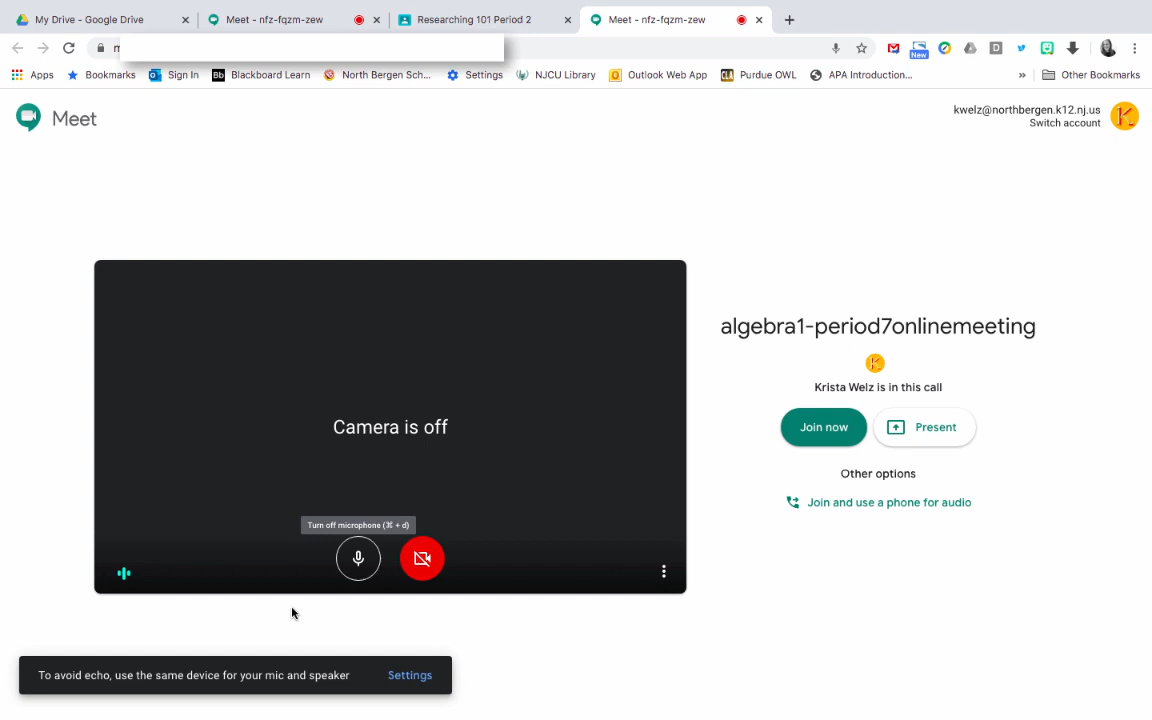 My Drive - Google Drive
Meet - nfz-fqzm-zew
Researching 101 Period 2
Meet - nfz-fqzm-zew
New
D
Apps
Bookmarks
Sign In
Bb Blackboard Learn
North Bergen Sch...
Settings
NJCU Library
Outlook Web App
OWL Purdue OWL
APA Introduction...
»
Other Bookmarks
Meet
kwelz@northbergen.k12.nj.us
Switch account
K
Camera is off
Turn off microphone (⌘ + d)
algebra1-period7onlinemeeting
K
Krista Welz is in this call
Join now
Present
Other options
Join and use a phone for audio
To avoid echo, use the same device for your mic and speaker
Settings